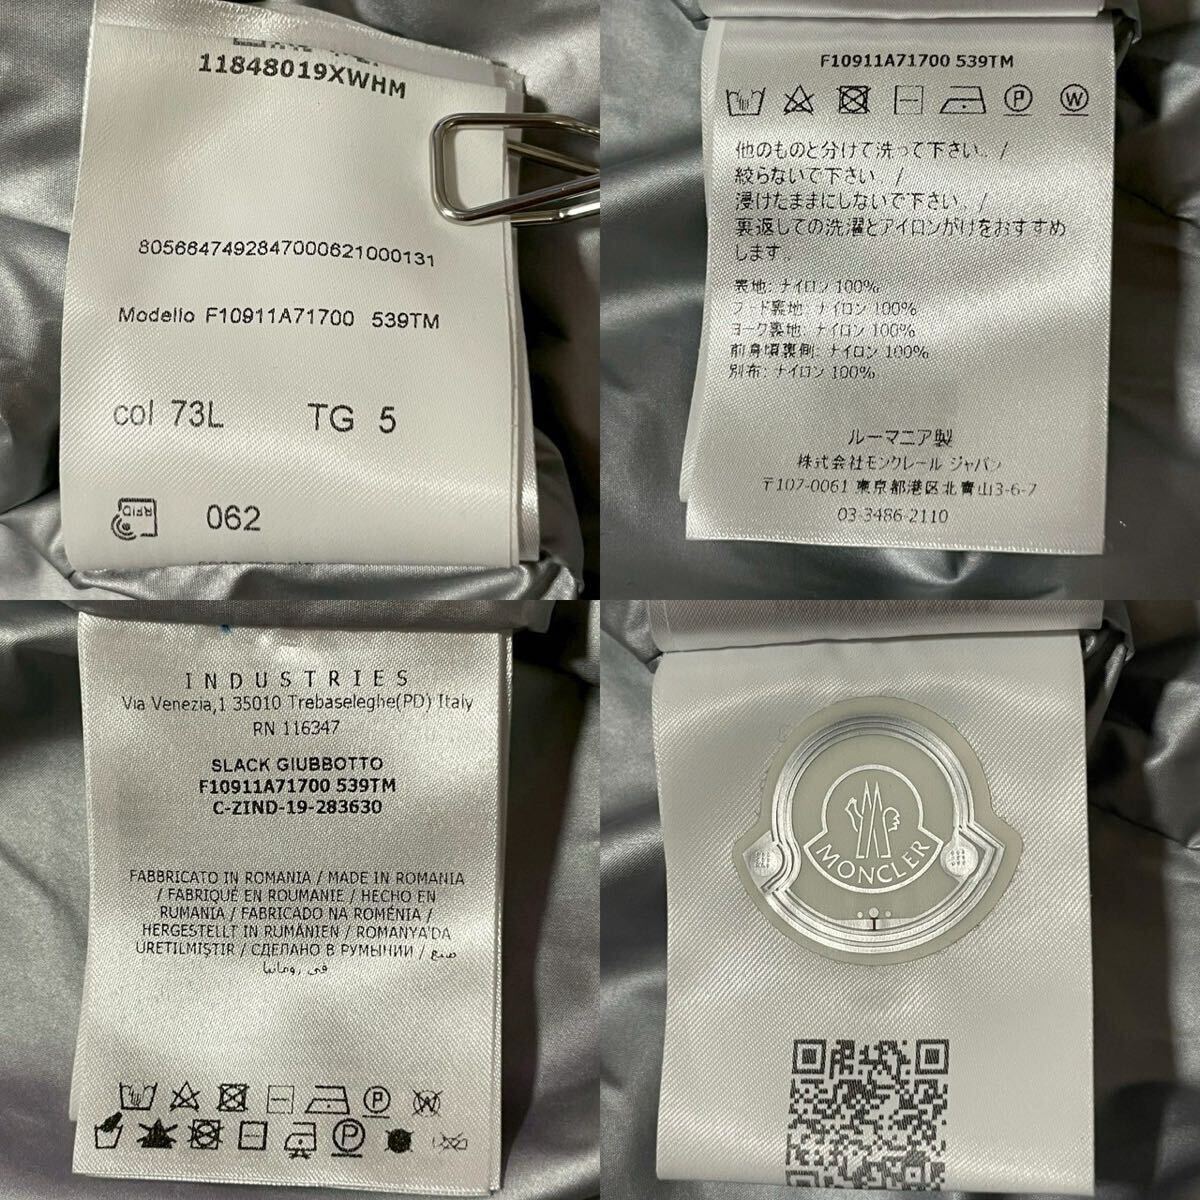 11848019XWHM
8056647492847000621000131
Modello F10911A71700 539TM
col 73L TG 5
RFID
062
F10911A71700 539TM
W
P
W
他のものと分けて洗って下さい。/
絞らないで下さい。/
浸けたままにしないで下さい。/
裏返しての洗濯とアイロンがけをおすすめ
します。
表地: ナイロン 100%
フード裏地: ナイロン 100%
ヨーク裏地: ナイロン 100%
前身頃裏側: ナイロン 100%
別布: ナイロン 100%
ルーマニア製
株式会社モンクレール ジャパン
〒107-0061 東京都港区北青山3-6-7
03-3486-2110
INDUSTRIES
Via Venezia,1 35010 Trebaseleghe(PD) Italy
RN 116347
SLACK GIUBBOTTO
F10911A71700 539TM
C-ZIND-19-283630
FABBRICATO IN ROMANIA / MADE IN ROMANIA
/ FABRIQUÉ EN ROUMANIE / HECHO EN
RUMANIA / FABRICADO NA ROMÉNIA /
HERGESTELLT IN RUMÄNIEN / ROMANYA'DA
ÜRETILMIŞTIR / СДЕЛАНО В РУМЫНИИ / صنع
في رومانيا
P
W
P
MONCLER